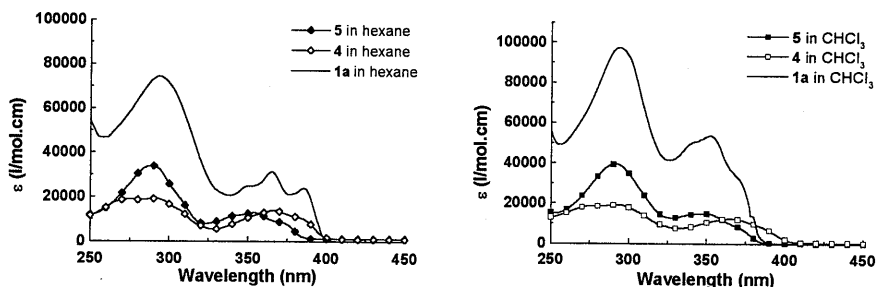 100000
80000
60000
40000
20000
0
ε (l/mol.cm)
5 in hexane
4 in hexane
1a in hexane
250 300 350 400 450
Wavelength (nm)
100000
80000
60000
40000
20000
0
ε (l/mol.cm)
5 in CHCl₃
4 in CHCl₃
1a in CHCl₃
250 300 350 400 450
Wavelength (nm)